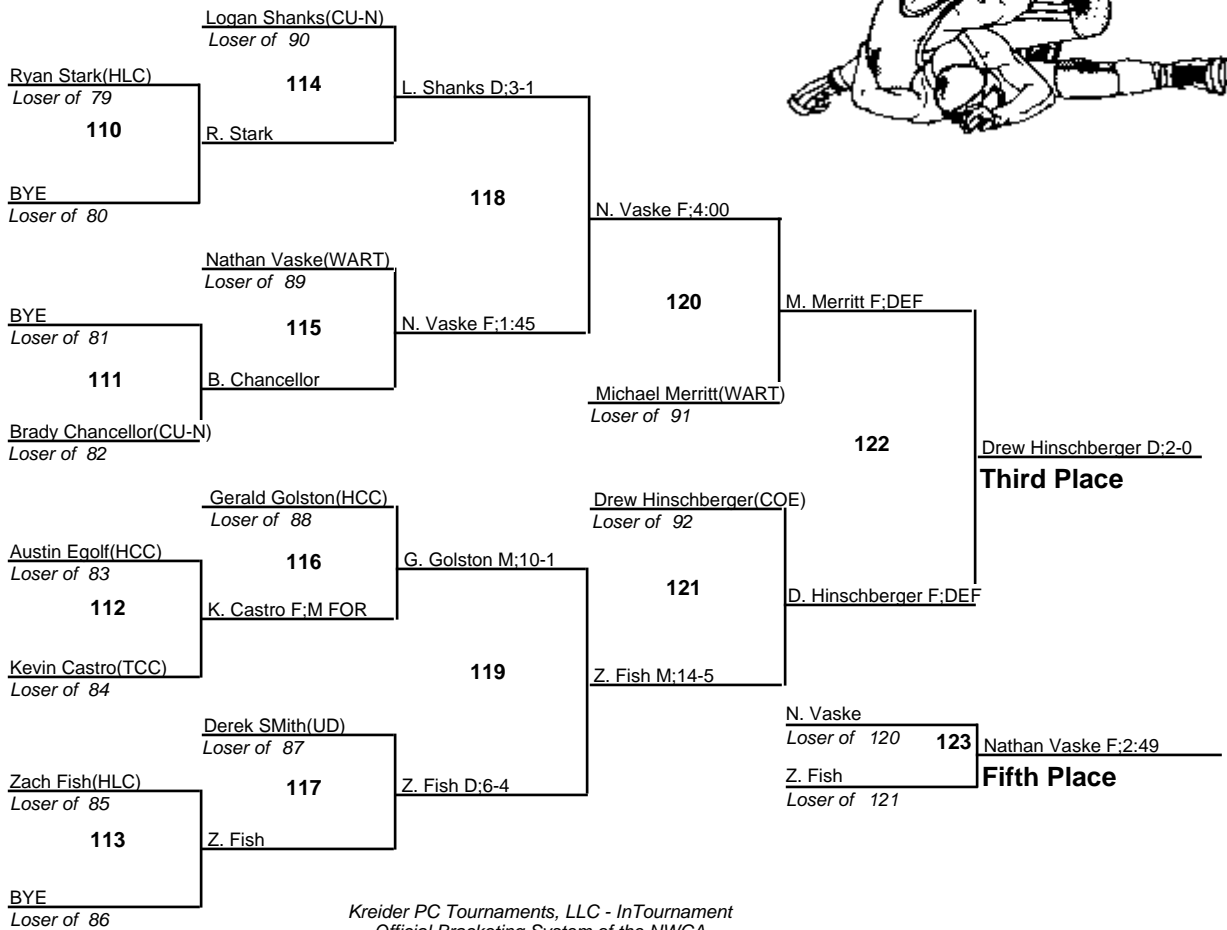 Logan Shanks(CU-N)
Loser of 90
Ryan Stark(HLC)
Loser of 79
114
L. Shanks D;3-1
110
R. Stark
BYE
Loser of 80
118
N. Vaske F;4:00
Nathan Vaske(WART)
Loser of 89
BYE
Loser of 81
115
N. Vaske F;1:45
120
M. Merritt F;DEF
111
B. Chancellor
Michael Merritt(WART)
Loser of 91
Brady Chancellor(CU-N)
Loser of 82
122
Drew Hinschberger D;2-0
Third Place
Gerald Golston(HCC)
Loser of 88
Drew Hinschberger(COE)
Loser of 92
Austin Egolf(HCC)
Loser of 83
116
G. Golston M;10-1
121
D. Hinschberger F;DEF
112
K. Castro F;M FOR
Kevin Castro(TCC)
Loser of 84
119
Z. Fish M;14-5
Derek SMith(UD)
Loser of 87
N. Vaske
Loser of 120
123
Nathan Vaske F;2:49
Fifth Place
Zach Fish(HLC)
Loser of 85
117
Z. Fish D;6-4
Z. Fish
Loser of 121
113
Z. Fish
BYE
Loser of 86
Kreider PC Tournaments, LLC - InTournament
Official Bracketing System of the NWCA